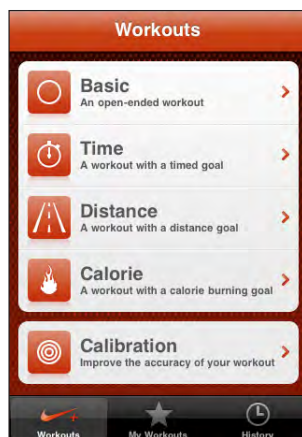 Workouts
Basic
An open-ended workout
Time
A workout with a timed goal
Distance
A workout with a distance goal
Calorie
A workout with a calorie burning goal
Calibration
Improve the accuracy of your workout
Workouts
My Workouts
History